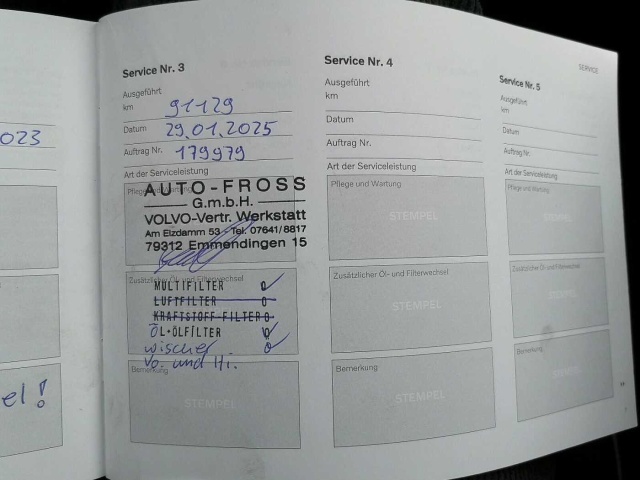 023
el!
Service Nr. 3
Ausgeführt
km 91129
Datum 29.01.2025
Auftrag Nr. 179979
Art der Serviceleistung
AUTO-FROSS
G.m.b.H.
VOLVO-Vertr. Werkstatt
Am Elzdamm 53 - Tel. 07641/8817
79312 Emmendingen 15
Zusätzlicher Öl- und Filterwechsel
MULTIFILTER O
LUFTFILTER O
KRAFTSTOFF-FILTER O
ÖL+ÖLFILTER O
wischer O
Vo. und Hi.
Bemerkung
STEMPEL
Service Nr. 4
Ausgeführt
km
Datum
Auftrag Nr.
Art der Serviceleistung
Pflege und Wartung
STEMPEL
Zusätzlicher Öl- und Filterwechsel
STEMPEL
Bemerkung
STEMPEL
SERVICE
Service Nr. 5
Ausgeführt
km
Datum
Auftrag Nr.
Art der Serviceleistung
Pflege und Wartung
STEMPEL
Zusätzlicher Öl- und Filterwechsel
STEMPEL
Bemerkung
STEMPEL